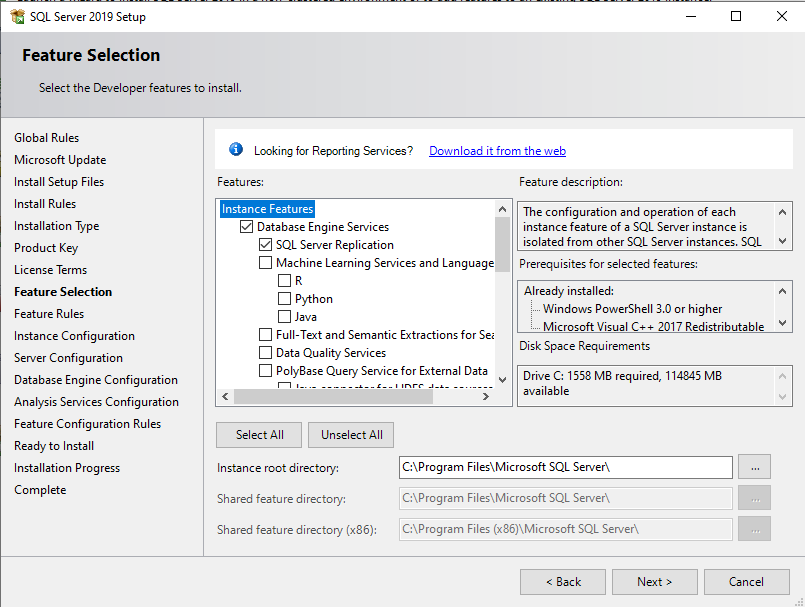 SQL Server 2019 Setup
Feature Selection
Select the Developer features to install.
Global Rules
Microsoft Update
Install Setup Files
Install Rules
Installation Type
Product Key
License Terms
Feature Selection
Feature Rules
Instance Configuration
Server Configuration
Database Engine Configuration
Analysis Services Configuration
Feature Configuration Rules
Ready to Install
Installation Progress
Complete
Looking for Reporting Services? Download it from the web
Features:
Instance Features
Database Engine Services
SQL Server Replication
Machine Learning Services and Language
R
Python
Java
Full-Text and Semantic Extractions for Sea
Data Quality Services
PolyBase Query Service for External Data
Java connector for HDFS data sources
Feature description:
The configuration and operation of each
instance feature of a SQL Server instance is
isolated from other SQL Server instances. SQL
Prerequisites for selected features:
Already installed:
Windows PowerShell 3.0 or higher
Microsoft Visual C++ 2017 Redistributable
Disk Space Requirements
Drive C: 1558 MB required, 114845 MB
available
Select All
Unselect All
Instance root directory: C:\Program Files\Microsoft SQL Server\ ...
Shared feature directory: C:\Program Files\Microsoft SQL Server\ ...
Shared feature directory (x86): C:\Program Files (x86)\Microsoft SQL Server\ ...
< Back
Next >
Cancel